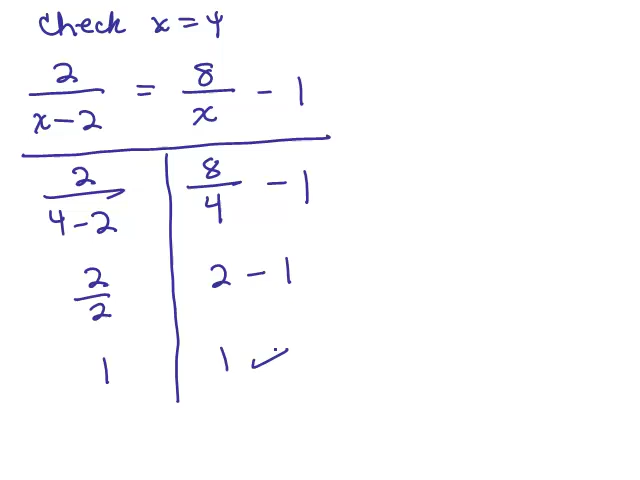 check x = 4
2/(x-2) = 8/x - 1
2/(4-2) | 8/4 - 1
2/2 | 2 - 1
1 | 1 ✓